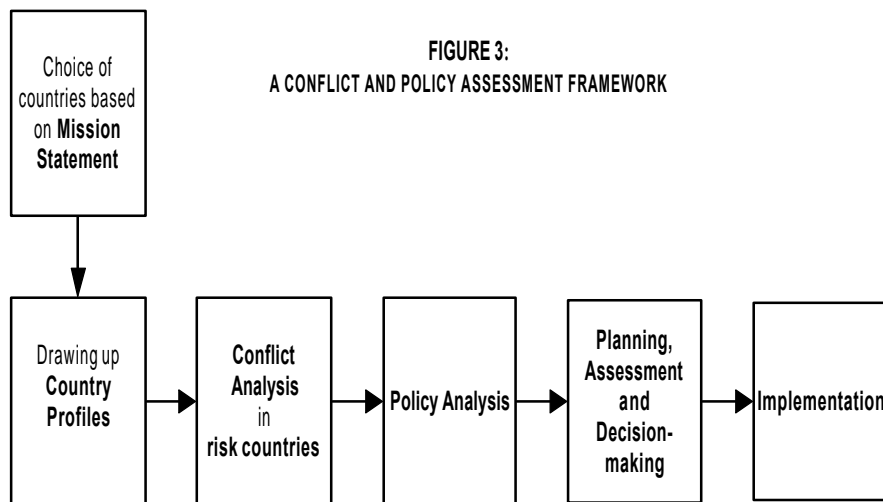 FIGURE 3:
A CONFLICT AND POLICY ASSESSMENT FRAMEWORK
Choice of
countries based
on Mission
Statement
Drawing up
Country
Profiles
Conflict
Analysis
in
risk countries
Policy Analysis
Planning,
Assessment
and
Decision-
making
Implementation